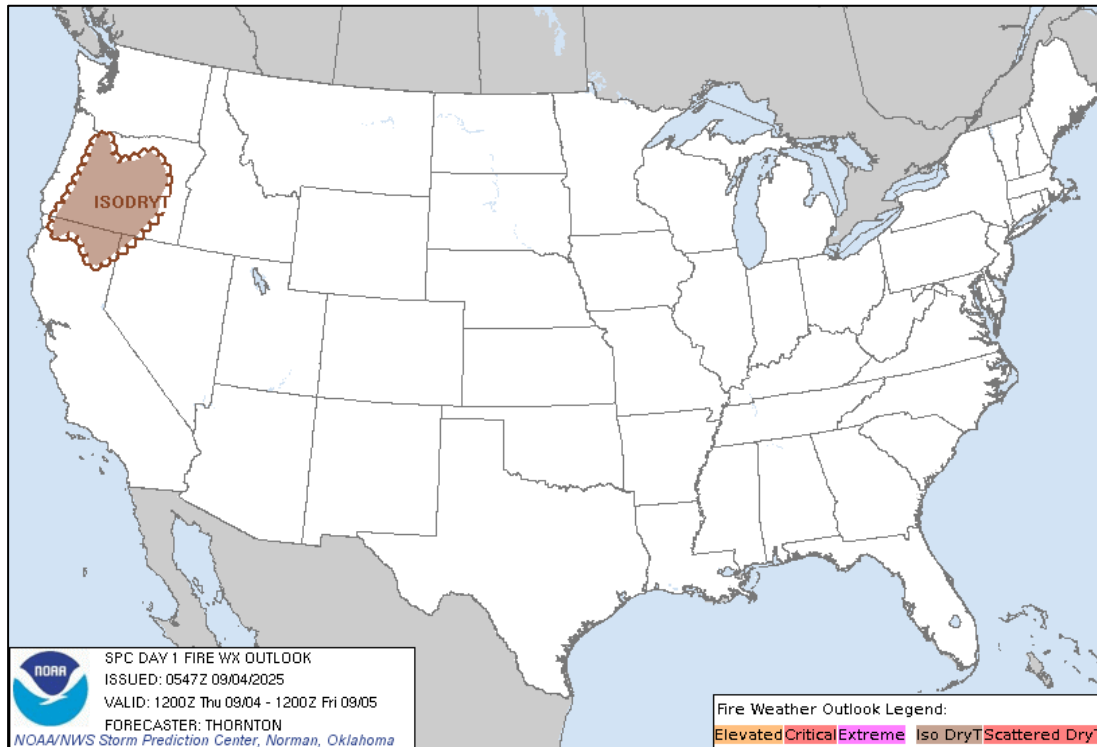 ISODRYT
NOAA
SPC DAY 1 FIRE WX OUTLOOK
ISSUED: 0547Z 09/04/2025
VALID: 1200Z Thu 09/04 - 1200Z Fri 09/05
FORECASTER: THORNTON
NOAA/NWS Storm Prediction Center, Norman, Oklahoma
Fire Weather Outlook Legend:
Elevated Critical Extreme Iso DryT Scattered DryT